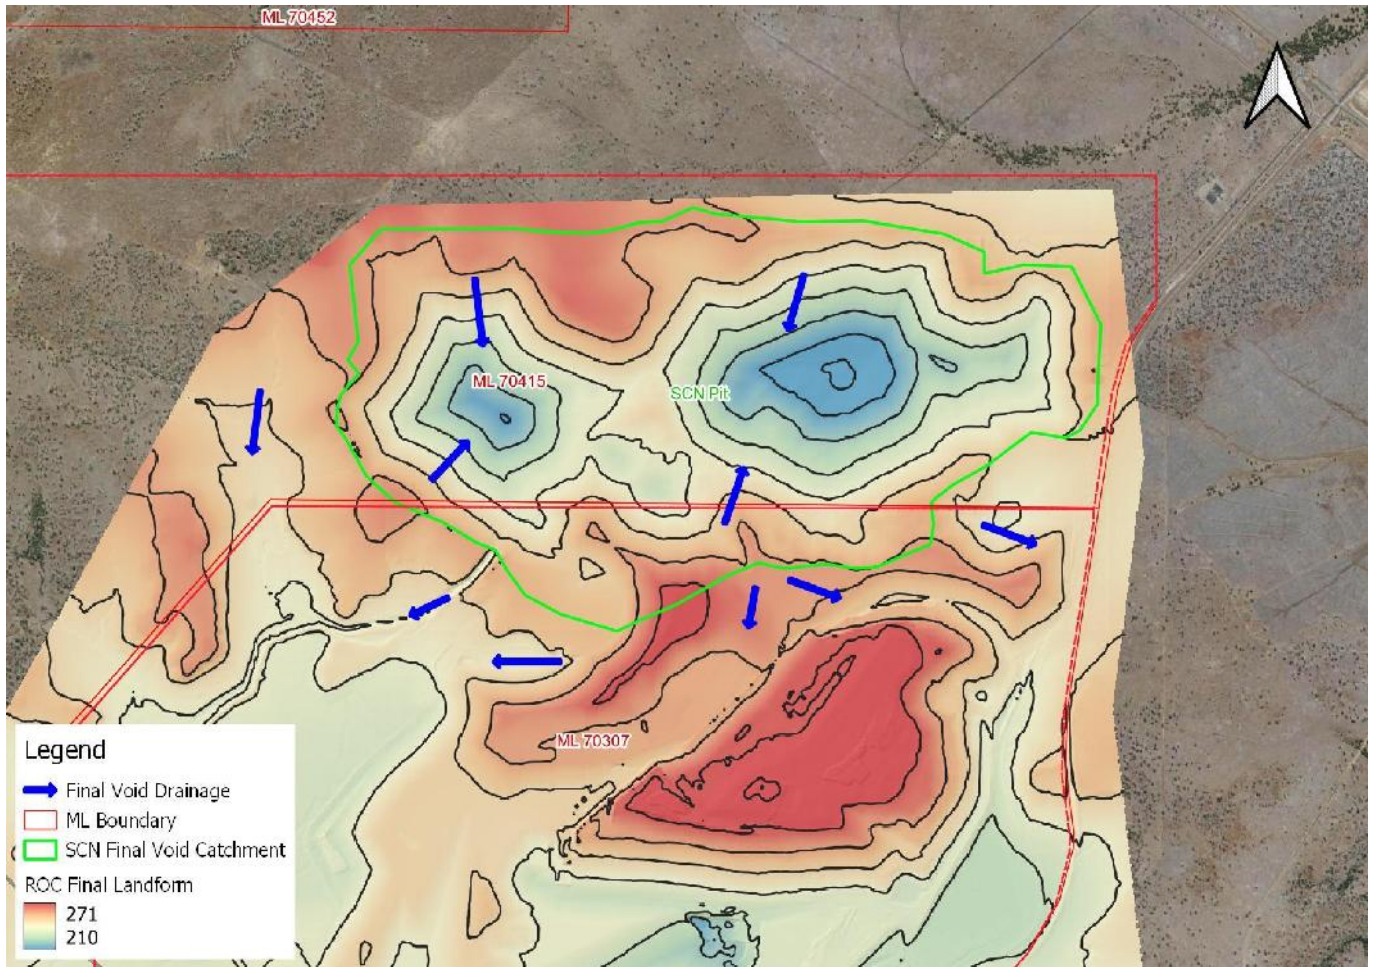 ML 70452
ML 70415
SCN Pit
ML 70307
Legend
Final Void Drainage
ML Boundary
SCN Final Void Catchment
ROC Final Landform
271
210